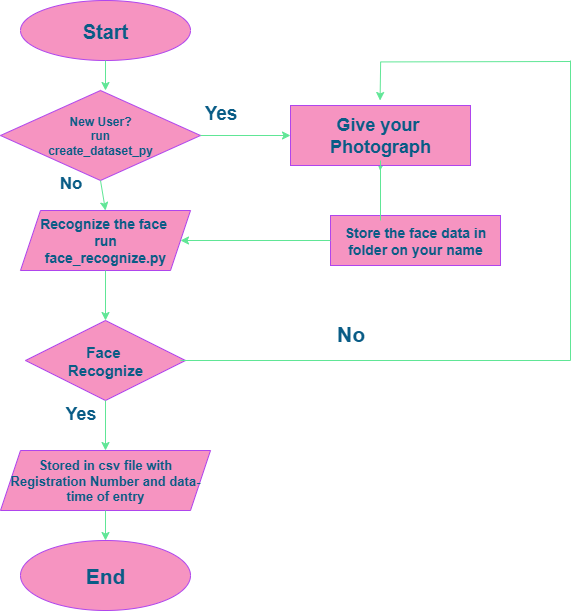 Start
New User?
run
create_dataset_py
Yes
Give your
Photograph
No
Recognize the face
run
face_recognize.py
Store the face data in
folder on your name
Face
Recognize
No
Yes
Stored in csv file with
Registration Number and data-
time of entry
End